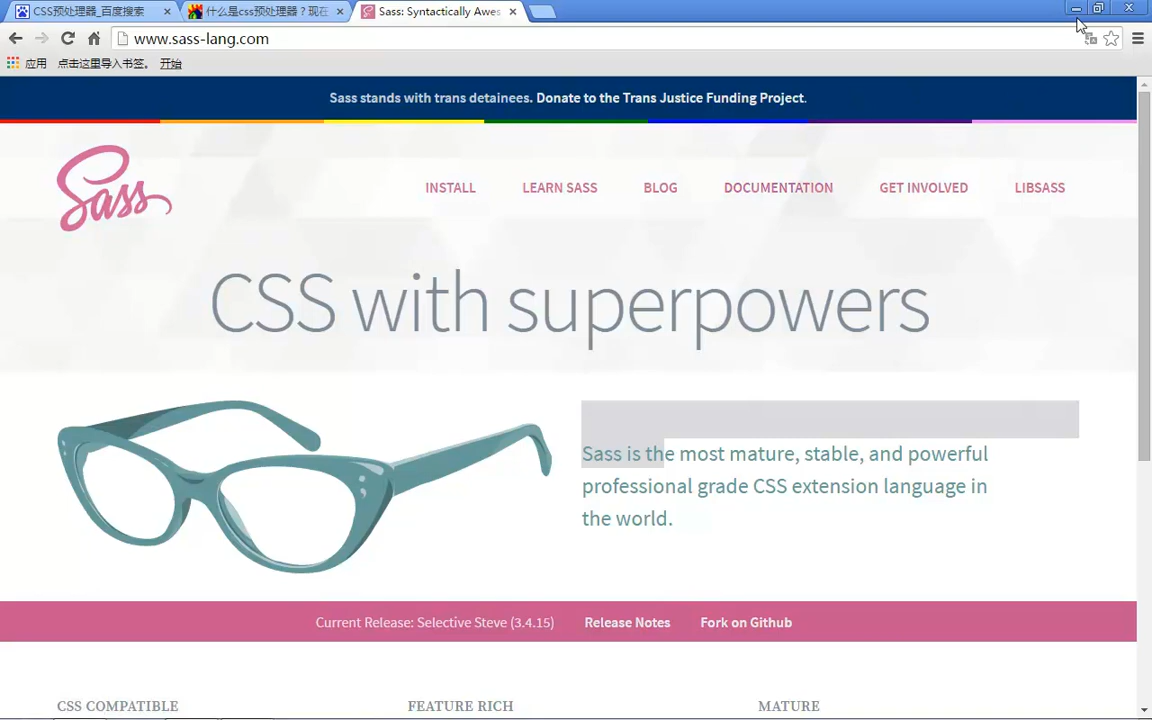 CSS预处理器_百度搜索
什么是css预处理器？现在
Sass: Syntactically Awes
www.sass-lang.com
应用 点击这里导入书签。 开始
Sass stands with trans detainees. Donate to the Trans Justice Funding Project.
Sass
INSTALL LEARN SASS BLOG DOCUMENTATION GET INVOLVED LIBSASS
CSS with superpowers
Sass is the most mature, stable, and powerful
professional grade CSS extension language in
the world.
Current Release: Selective Steve (3.4.15) Release Notes Fork on Github
CSS COMPATIBLE FEATURE RICH MATURE